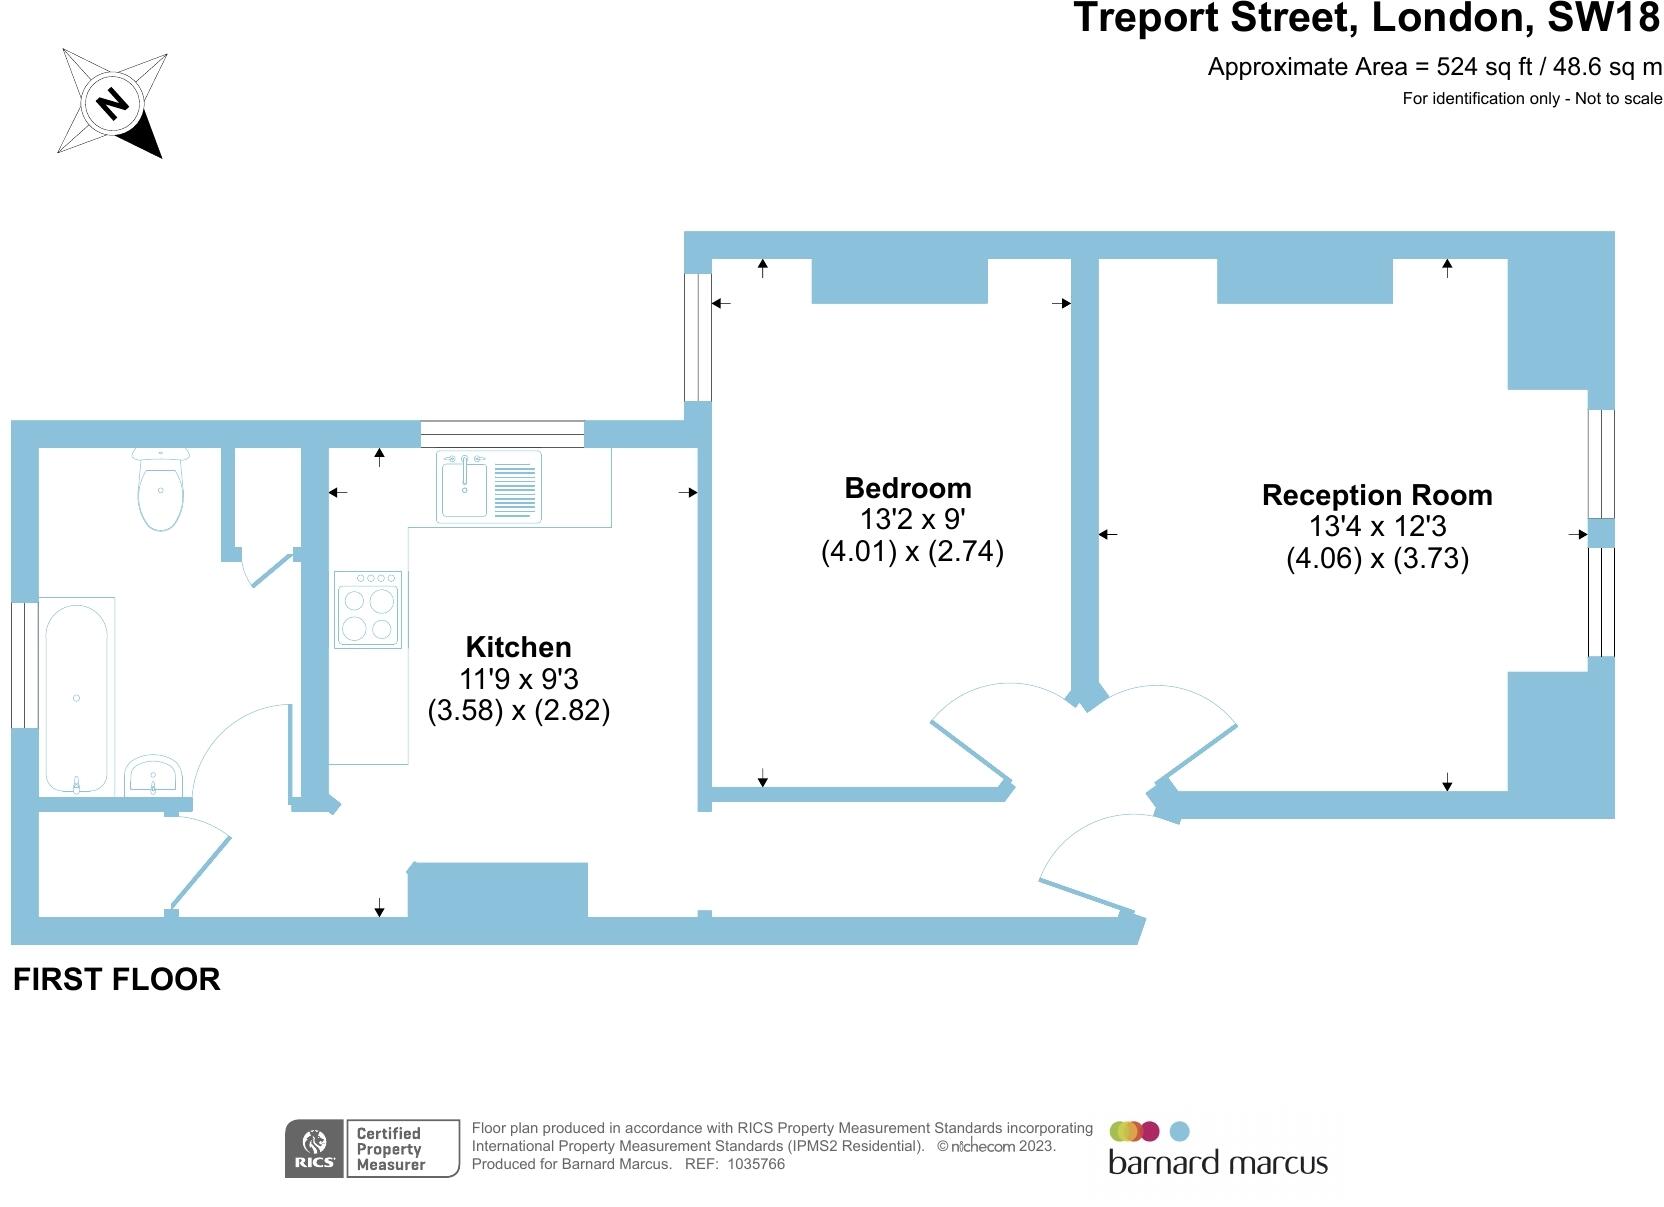 Treport Street, London, SW18
Approximate Area = 524 sq ft / 48.6 sq m
For identification only - Not to scale
N
Bedroom
13'2 x 9'
(4.01) x (2.74)
Reception Room
13'4 x 12'3
(4.06) x (3.73)
Kitchen
11'9 x 9'3
(3.58) x (2.82)
FIRST FLOOR
RICS
Certified
Property
Measurer
Floor plan produced in accordance with RICS Property Measurement Standards incorporating
International Property Measurement Standards (IPMS2 Residential). © nichecom 2023.
Produced for Barnard Marcus. REF: 1035766
barnard marcus